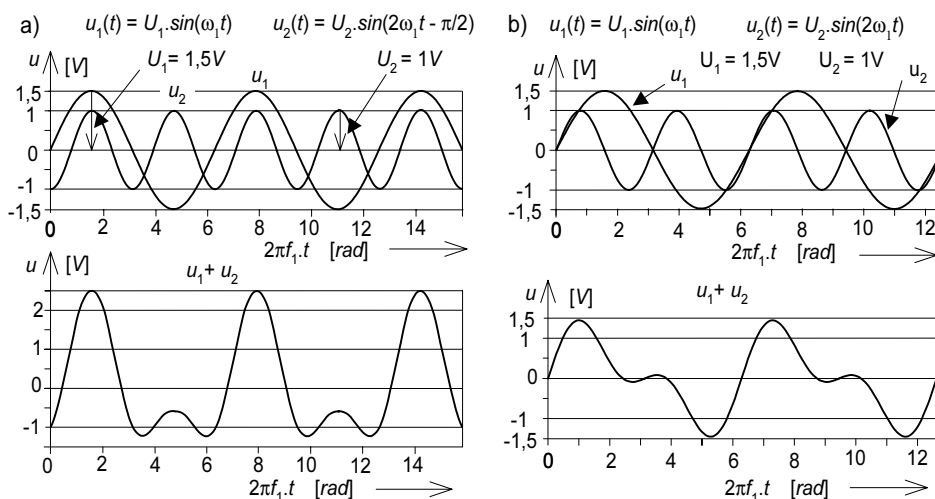 a) u₁(t) = U₁.sin(ω₁t) u₂(t) = U₂.sin(2ω₁t - π/2)
u [V] U₁ = 1,5V u₂ u₁ U₂ = 1V
1,5
1
0
-1
-1,5
0 2 4 6 8 10 12 14
2πf₁.t [rad]
u [V] u₁+ u₂
2
1
0
-1
0 2 4 6 8 10 12 14
2πf₁.t [rad]
b) u₁(t) = U₁.sin(ω₁t) u₂(t) = U₂.sin(2ω₁t)
u [V] u₁ U₁ = 1,5V U₂ = 1V u₂
1,5
1
0
-1
-1,5
0 2 4 6 8 10 12
2πf₁.t [rad]
u [V] u₁+ u₂
1,5
1
0
-1
-1,5
0 2 4 6 8 10 12
2πf₁.t [rad]